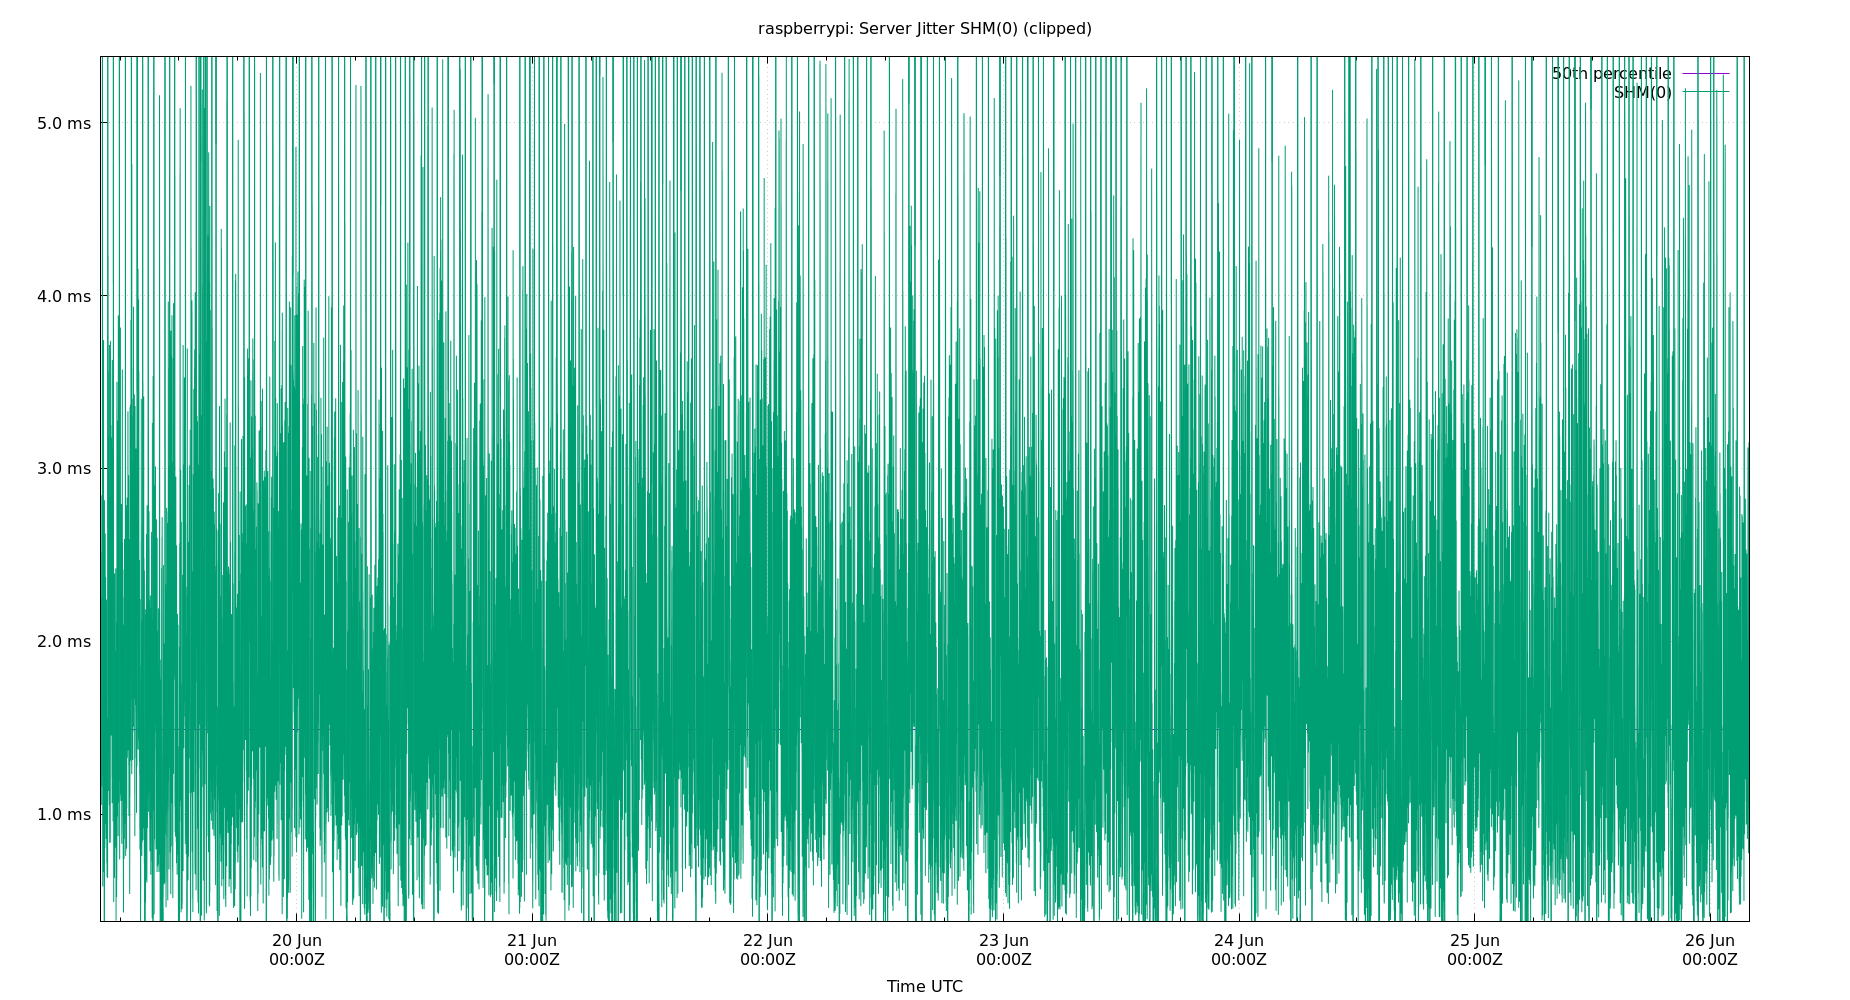 raspberrypi: Server Jitter SHM(0) (clipped)
50th percentile
SHM(0)
5.0 ms
4.0 ms
3.0 ms
2.0 ms
1.0 ms
20 Jun 21 Jun 22 Jun 23 Jun 24 Jun 25 Jun 26 Jun
00:00Z 00:00Z 00:00Z 00:00Z 00:00Z 00:00Z 00:00Z
Time UTC